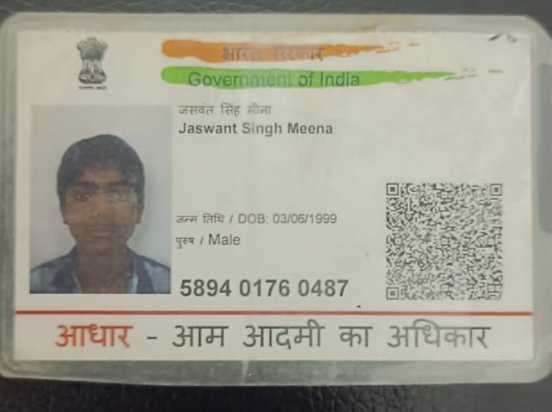 भारत सरकार
Government of India
जसवंत सिंह मीना
Jaswant Singh Meena
जन्म तिथि / DOB: 03/06/1999
पुरुष / Male
5894 0176 0487
आधार - आम आदमी का अधिकार